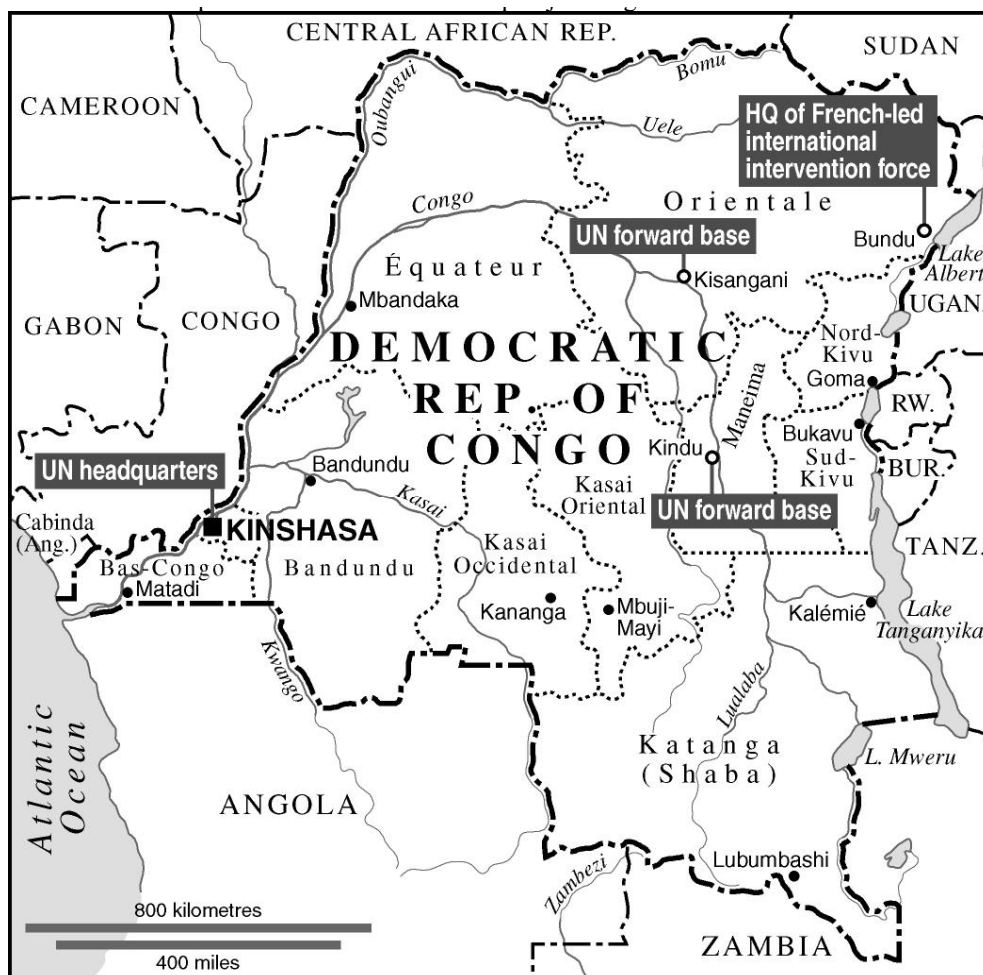 CENTRAL AFRICAN REP.
SUDAN
CAMEROON
Oubangui
Bomu
Uele
HQ of French-led
international
intervention force
Congo
Orientale
UN forward base
Bundu
Lake
Albert
Kisangani
Équateur
Mbandaka
GABON
CONGO
UGAN.
DEMOCRATIC
REP. OF
CONGO
Nord-
Kivu
Goma
RW.
Maneima
Bukavu
Sud-
Kivu
BUR.
Kindu
UN headquarters
Bandundu
Kasai
Kasai
Oriental
UN forward base
Cabinda
(Ang.)
KINSHASA
TANZ.
Bas-Congo
Matadi
Bandundu
Kasai
Occidental
Kananga
Mbuji-
Mayi
Kalémié
Lake
Tanganyika
Kwango
Lualaba
Katanga
(Shaba)
L. Mweru
Atlantic
Ocean
ANGOLA
Zambezi
Lubumbashi
ZAMBIA
800 kilometres
400 miles